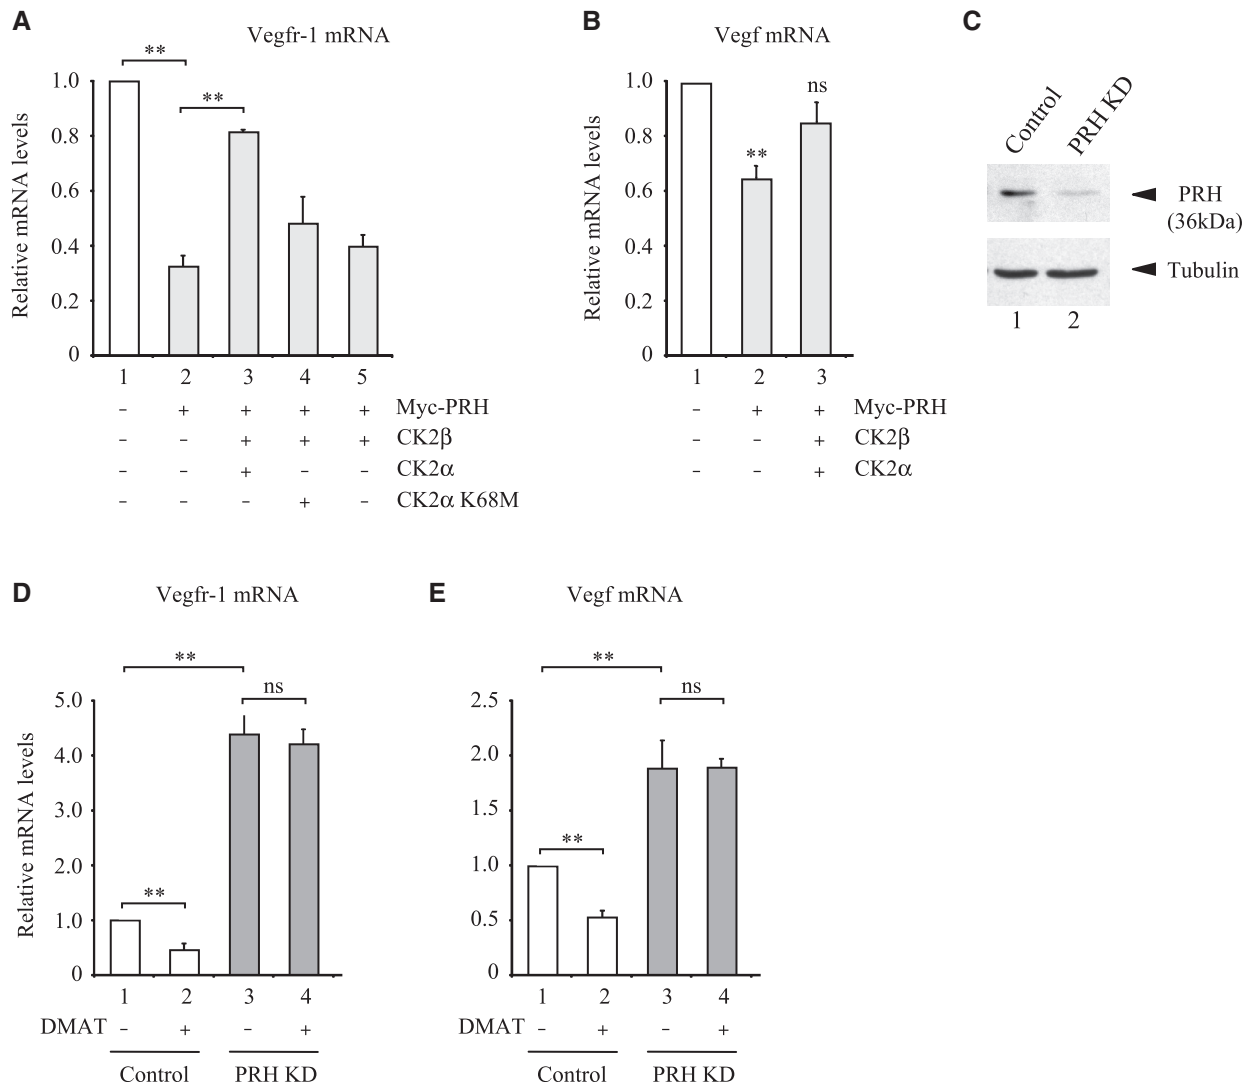 A
Vegfr-1 mRNA
Relative mRNA levels
1.0
0.8
0.6
0.4
0.2
0
**
**
1 2 3 4 5
- + + + + Myc-PRH
- - + + + CK2β
- - + - - CK2α
- - - + - CK2α K68M
B
Vegf mRNA
Relative mRNA levels
1.0
0.8
0.6
0.4
0.2
0
**
ns
1 2 3
- + + Myc-PRH
- - + CK2β
- - + CK2α
C
Control
PRH KD
PRH
(36kDa)
Tubulin
1 2
D
Vegfr-1 mRNA
Relative mRNA levels
5.0
4.0
3.0
2.0
1.0
0
**
ns
**
1 2 3 4
DMAT - + - +
Control PRH KD
E
Vegf mRNA
2.5
2.0
1.5
1.0
0.5
0
**
ns
**
1 2 3 4
DMAT - + - +
Control PRH KD